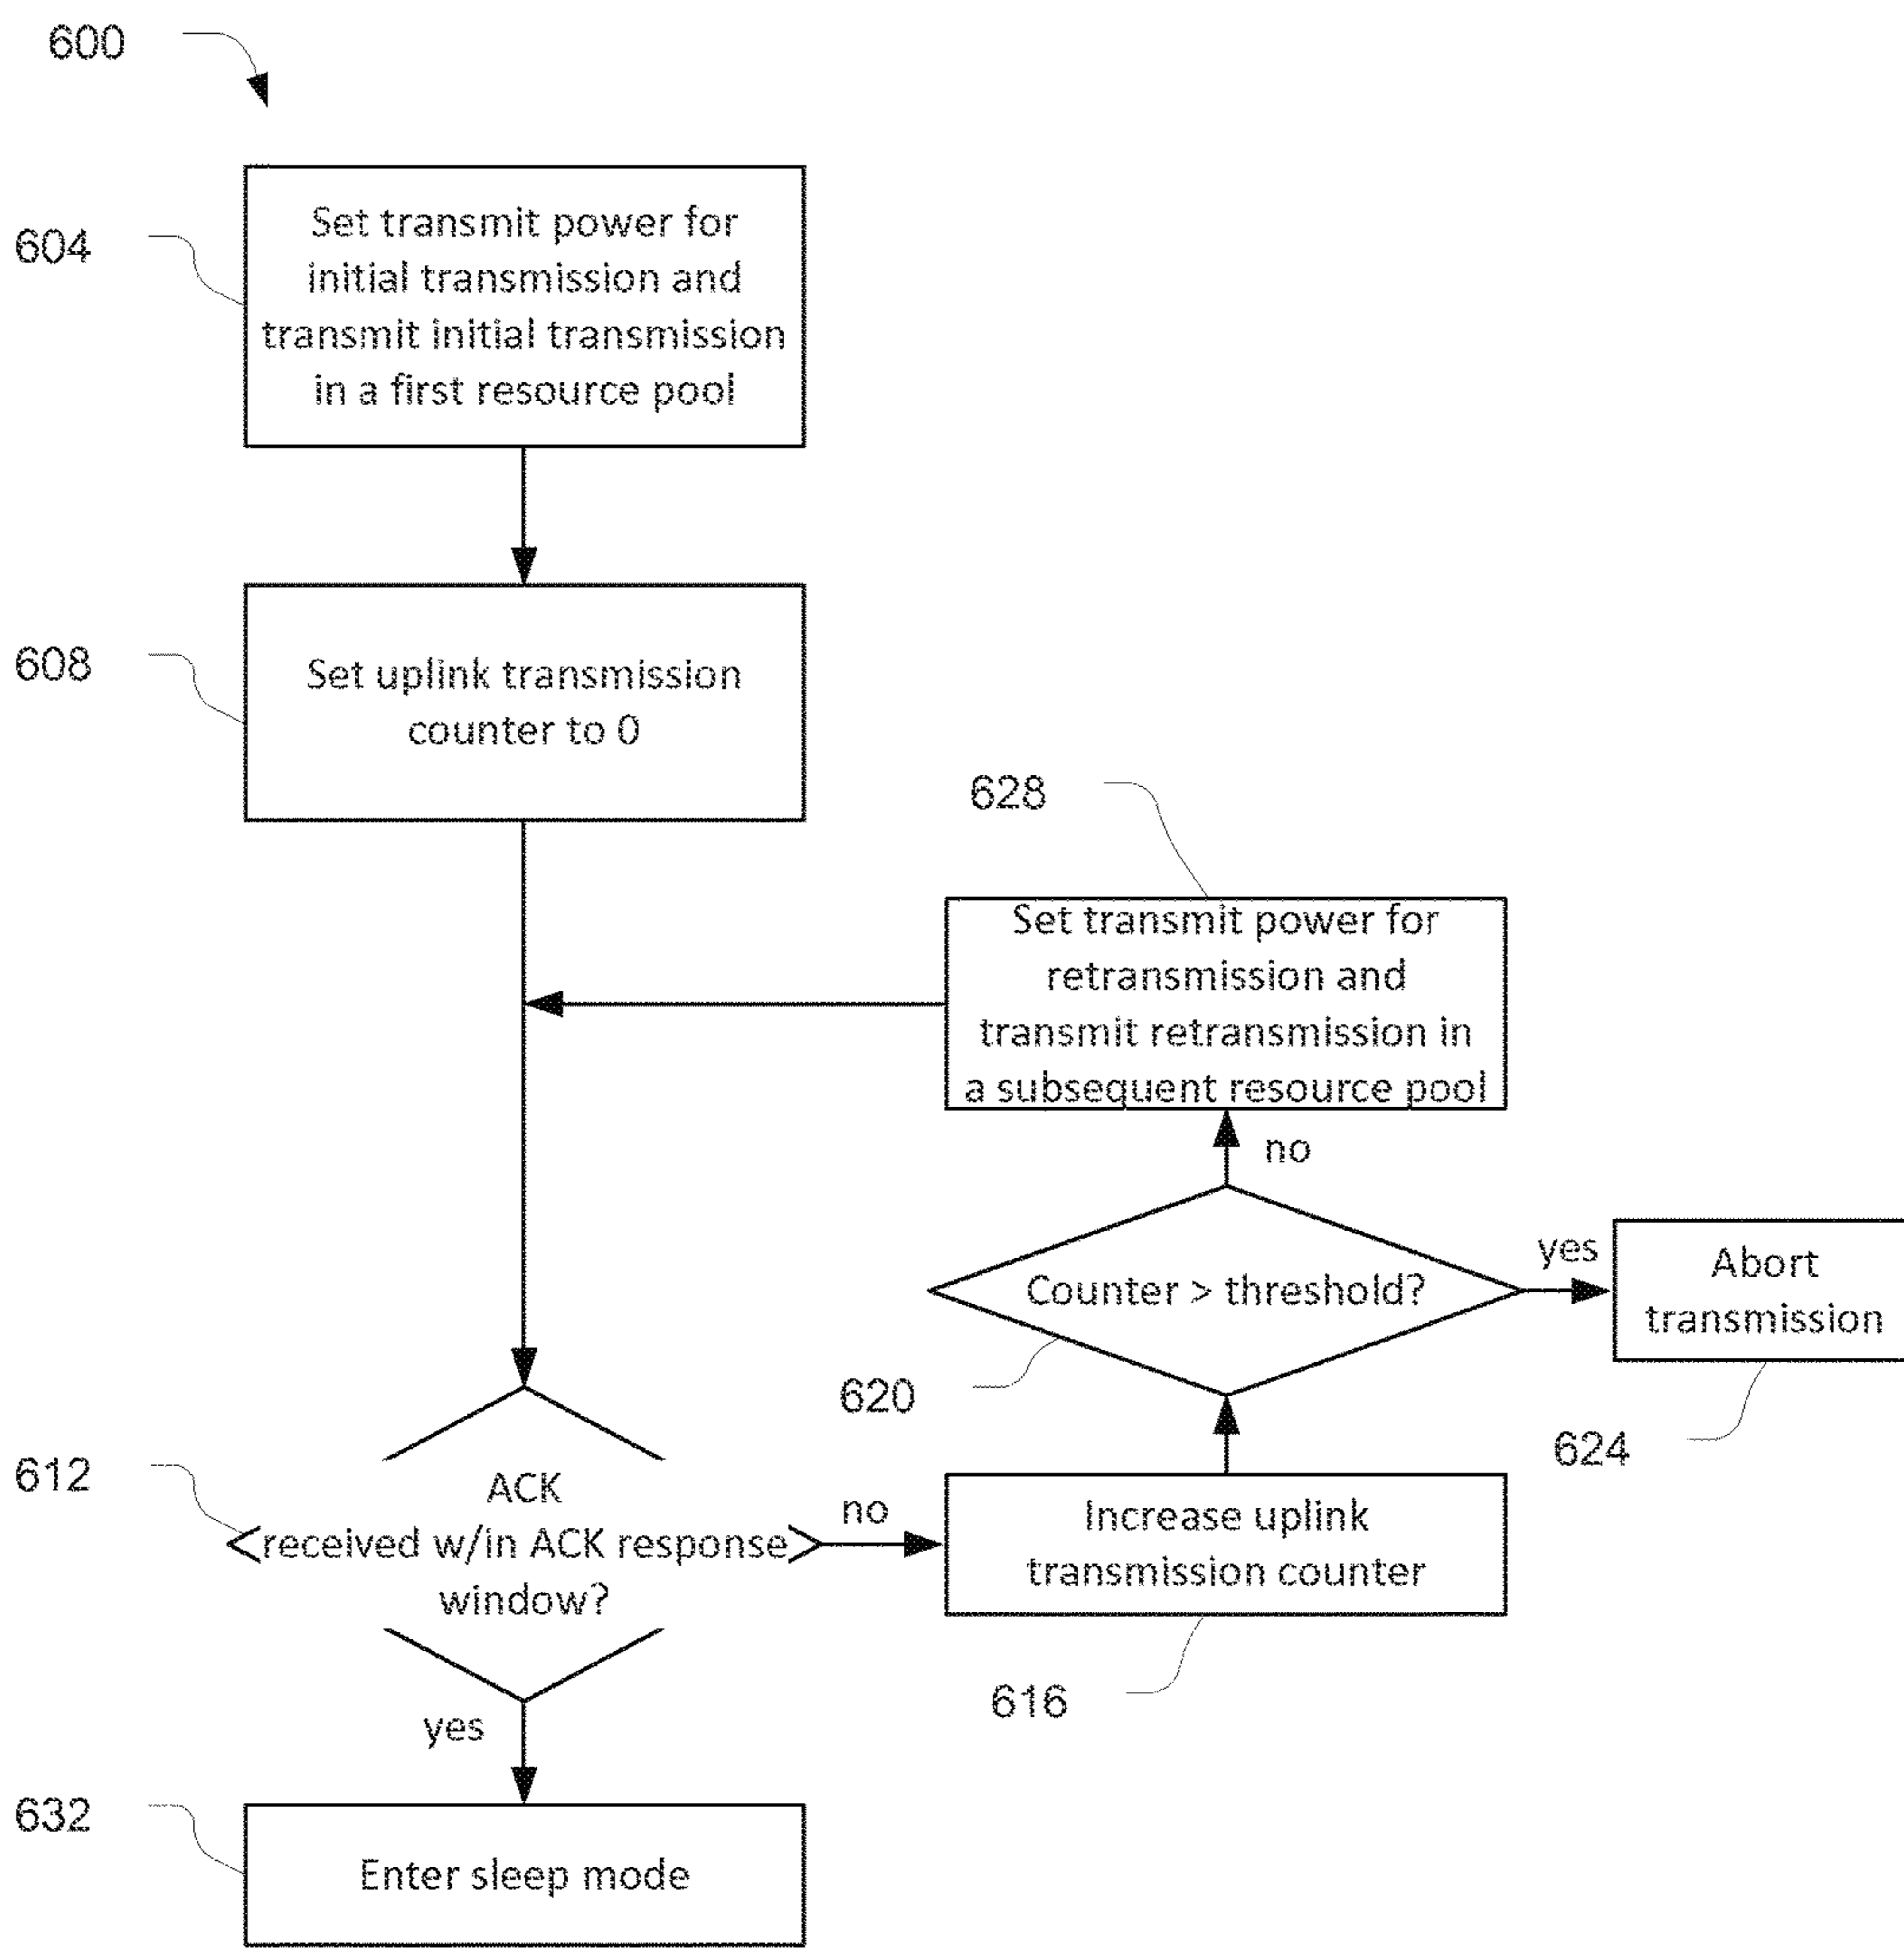 600
604
Set transmit power for
initial transmission and
transmit initial transmission
in a first resource pool
608
Set uplink transmission
counter to 0
628
Set transmit power for
retransmission and
transmit retransmission in
a subsequent resource pool
no
Counter > threshold?
yes
Abort
transmission
620
624
612
ACK
received w/in ACK response
window?
no
Increase uplink
transmission counter
616
yes
632
Enter sleep mode